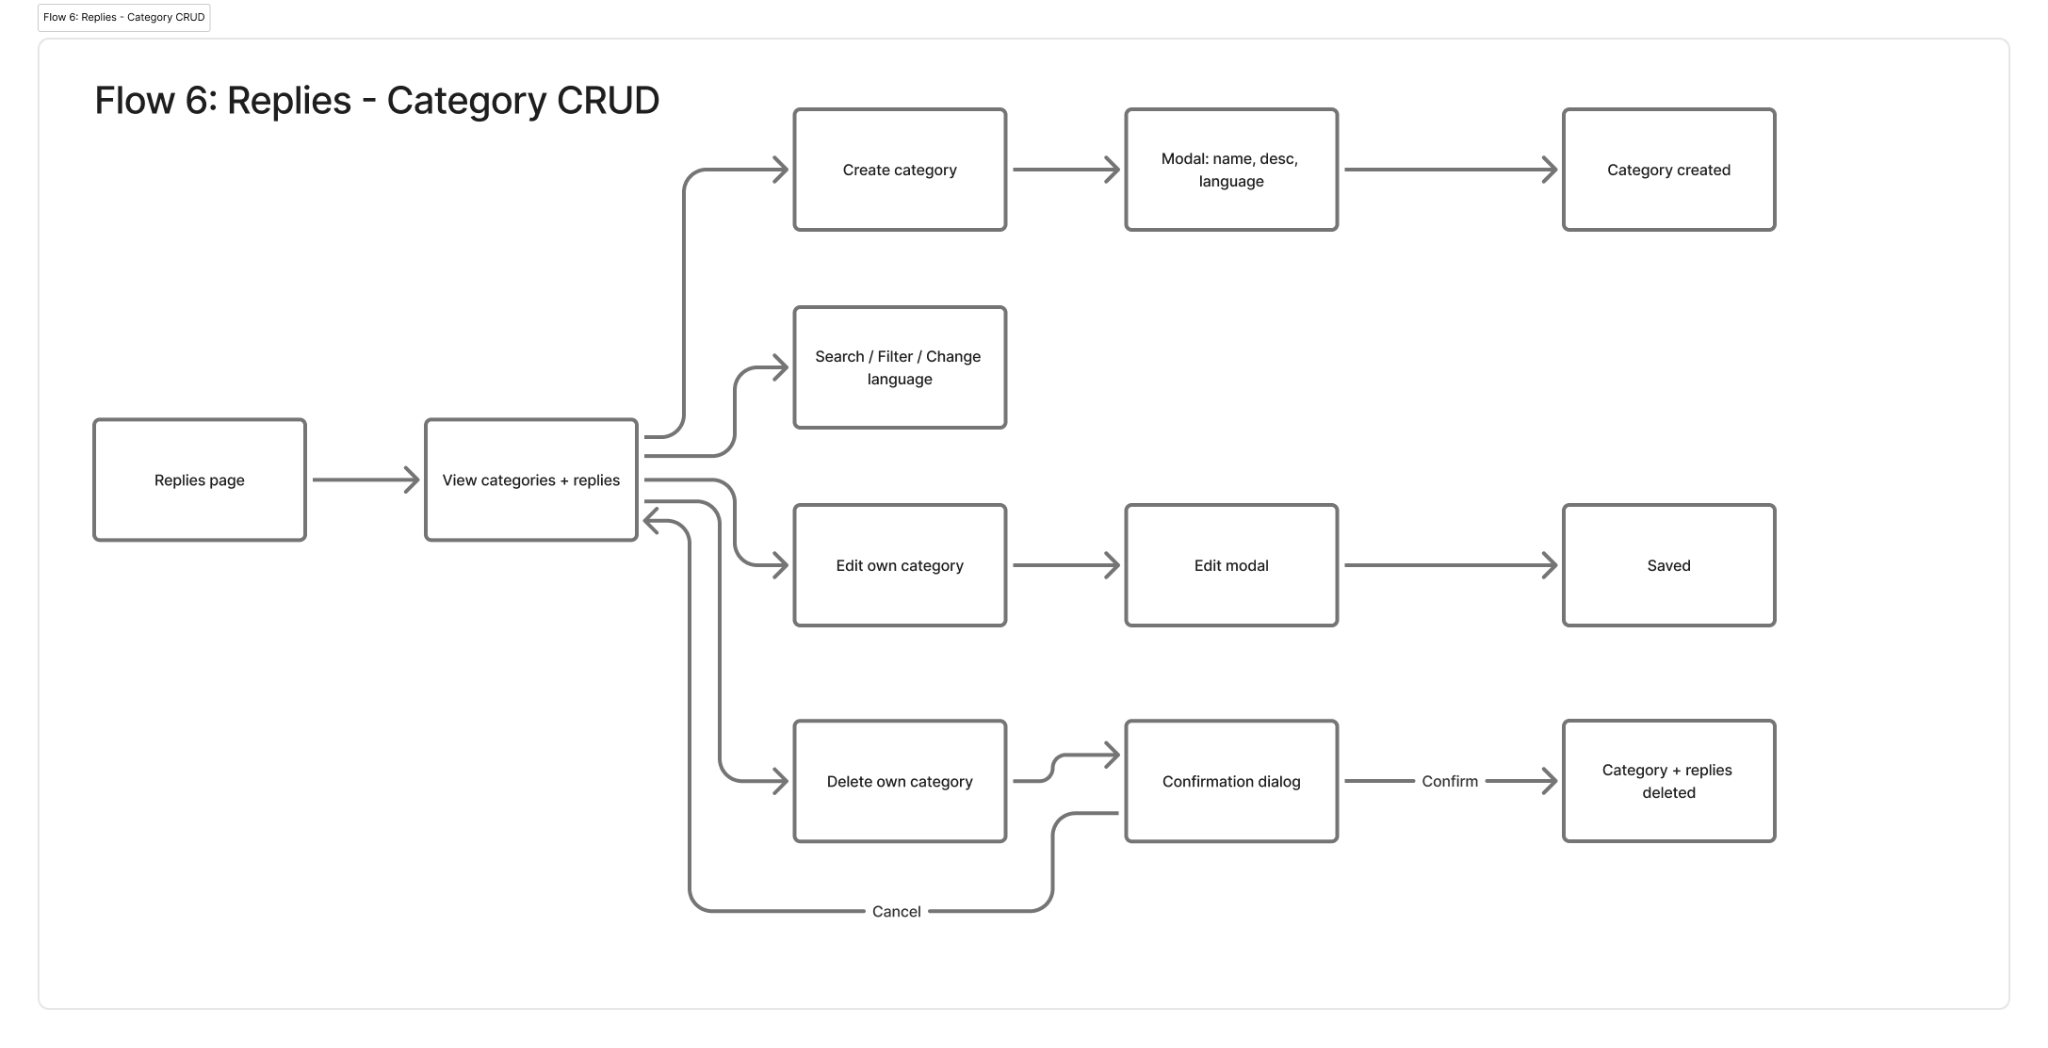 Flow 6: Replies - Category CRUD
Flow 6: Replies - Category CRUD
Create category
Modal: name, desc,
language
Category created
Search / Filter / Change
language
Replies page
View categories + replies
Edit own category
Edit modal
Saved
Delete own category
Confirmation dialog
Confirm
Category + replies
deleted
Cancel